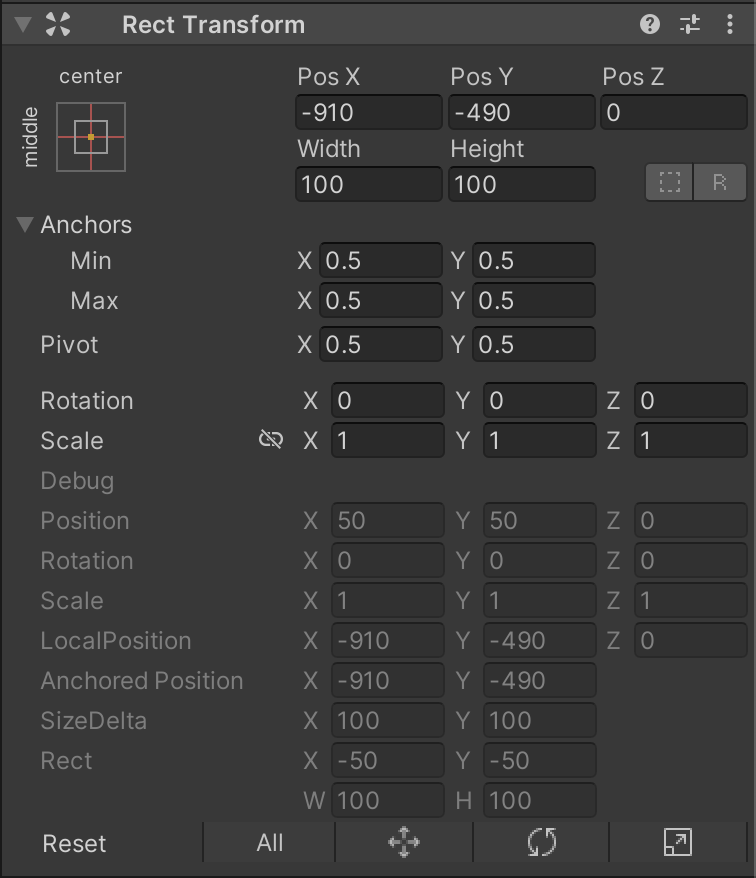 Rect Transform
center
middle
Pos X Pos Y Pos Z
-910 -490 0
Width Height
100 100
R
Anchors
Min X 0.5 Y 0.5
Max X 0.5 Y 0.5
Pivot X 0.5 Y 0.5
Rotation X 0 Y 0 Z 0
Scale X 1 Y 1 Z 1
Debug
Position X 50 Y 50 Z 0
Rotation X 0 Y 0 Z 0
Scale X 1 Y 1 Z 1
LocalPosition X -910 Y -490 Z 0
Anchored Position X -910 Y -490
SizeDelta X 100 Y 100
Rect X -50 Y -50
W 100 H 100
Reset All